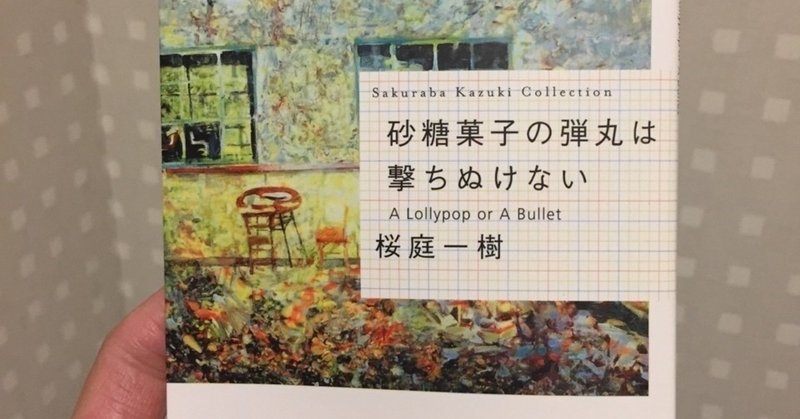 Sakuraba Kazuki Collection
砂糖菓子の弾丸は
撃ちぬけない
A Lollypop or A Bullet
桜庭一樹